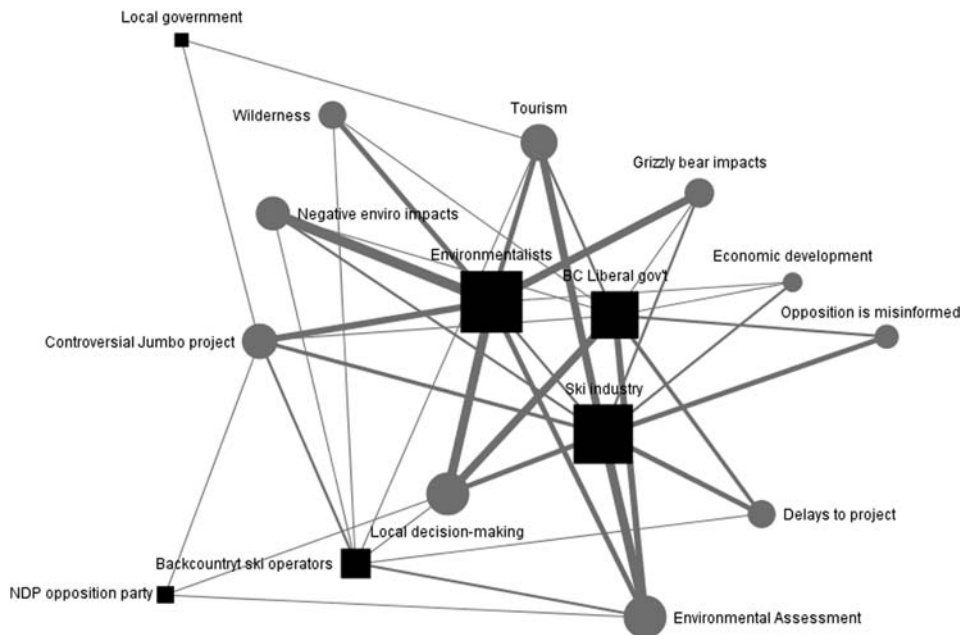 Local government
Wilderness
Tourism
Grizzly bear impacts
Negative enviro impacts
Environmentalists
BC Liberal gov't
Economic development
Opposition is misinformed
Controversial Jumbo project
Ski industry
Delays to project
Local decision-making
Backcountryt ski operators
NDP opposition party
Environmental Assessment